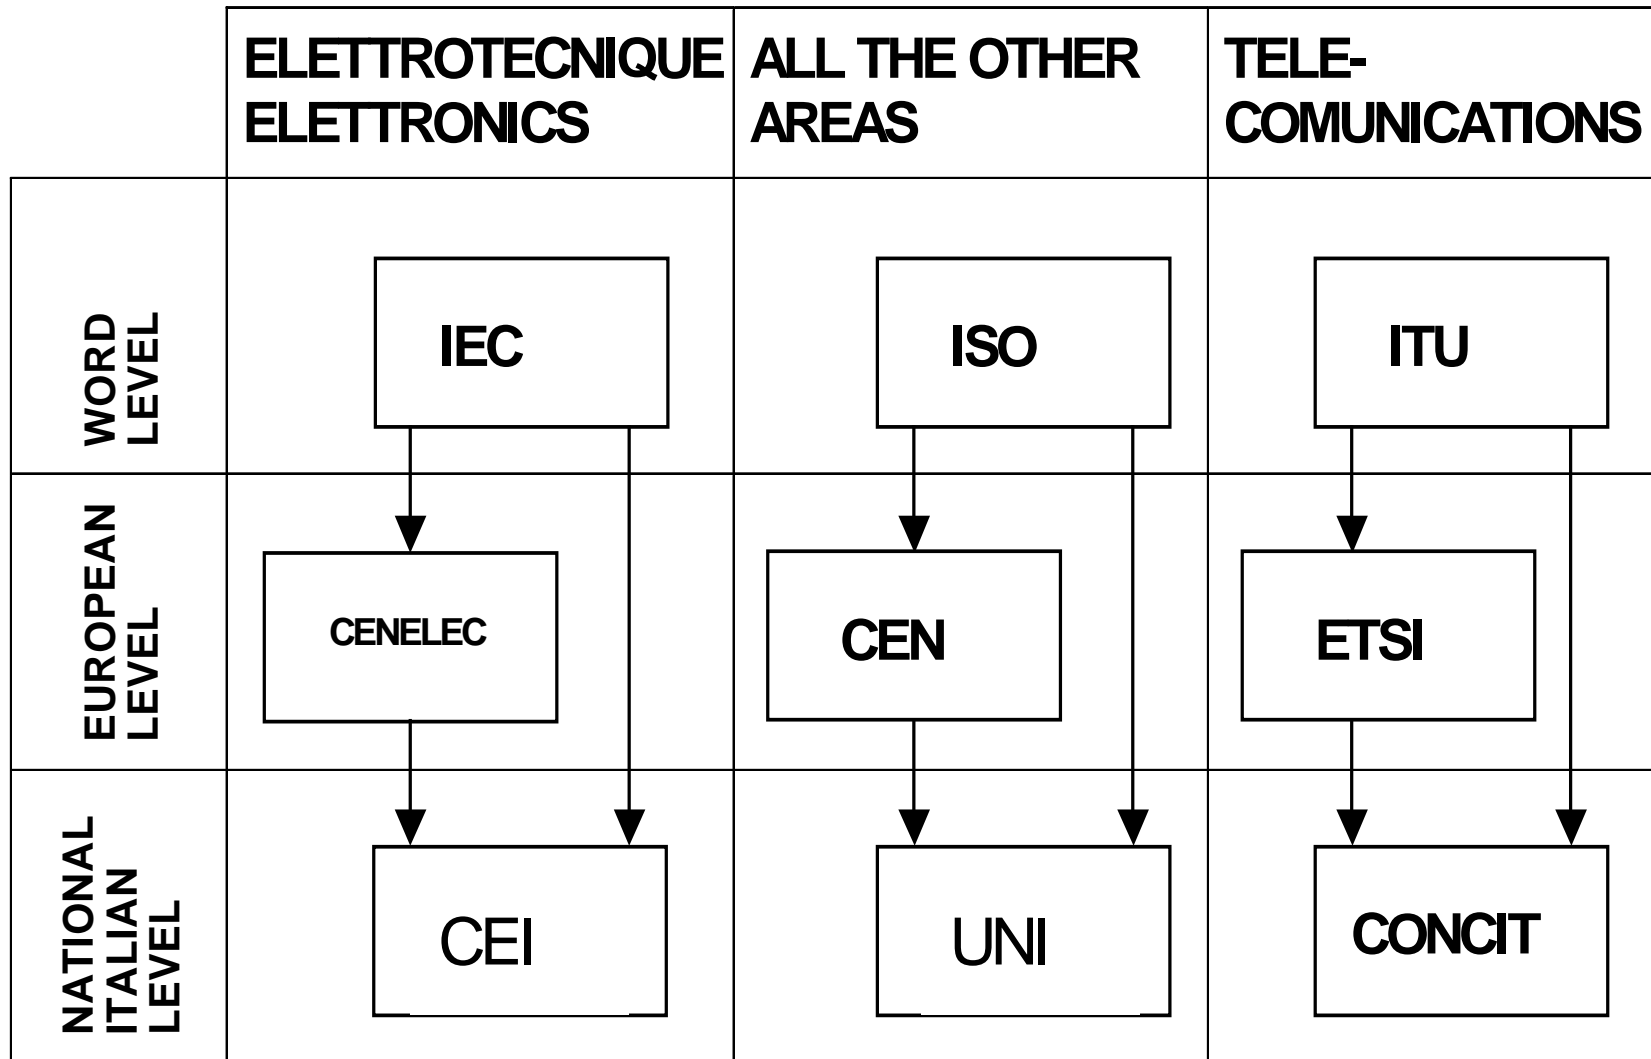 ELETTROTECNIQUE
ELETTRONICS
ALL THE OTHER
AREAS
TELE-
COMUNICATIONS
WORD
LEVEL
IEC
ISO
ITU
EUROPEAN
LEVEL
CENELEC
CEN
ETSI
NATIONAL
ITALIAN
LEVEL
CEI
UNI
CONCIT